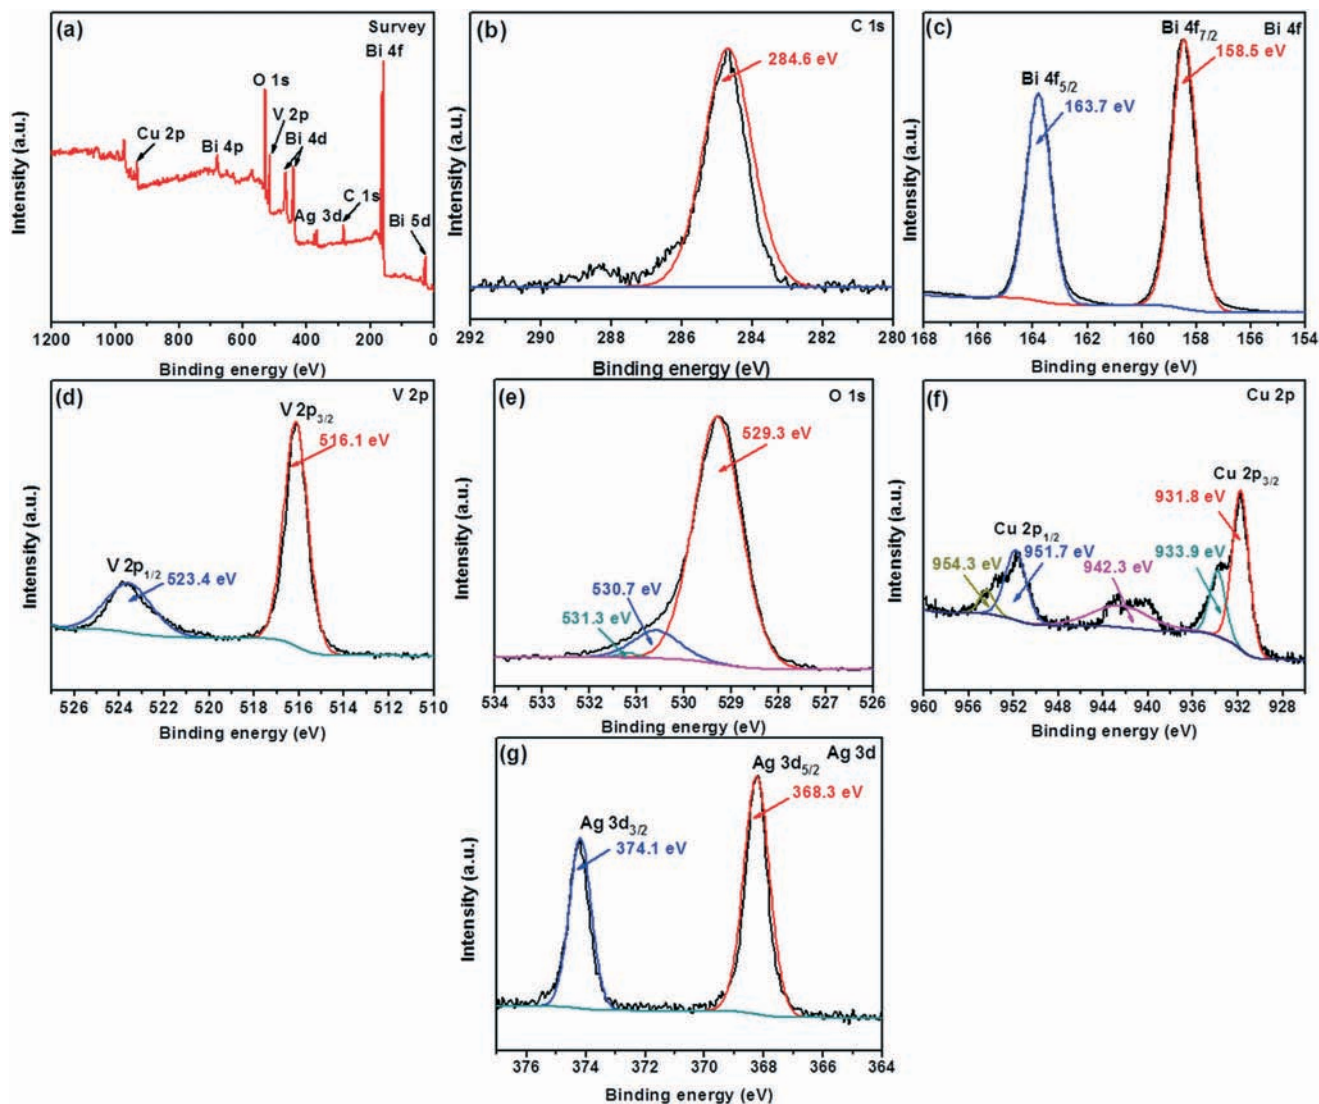 (a)
Survey
Bi 4f
O 1s
V 2p
Cu 2p
Bi 4p
Bi 4d
Ag 3d
C 1s
Bi 5d
Intensity (a.u.)
1200 1000 800 600 400 200 0
Binding energy (eV)
(b)
C 1s
284.6 eV
Intensity (a.u.)
292 290 288 286 284 282 280
Binding energy (eV)
(c)
Bi 4f7/2
Bi 4f
158.5 eV
Bi 4f5/2
163.7 eV
Intensity (a.u.)
168 166 164 162 160 158 156 154
Binding energy (eV)
(d)
V 2p
V 2p3/2
516.1 eV
V 2p1/2
523.4 eV
Intensity (a.u.)
526 524 522 520 518 516 514 512 510
Binding energy (eV)
(e)
O 1s
529.3 eV
530.7 eV
531.3 eV
Intensity (a.u.)
534 533 532 531 530 529 528 527 526
Binding energy (eV)
(f)
Cu 2p
Cu 2p3/2
931.8 eV
Cu 2p1/2
954.3 eV
951.7 eV
942.3 eV
933.9 eV
Intensity (a.u.)
960 956 952 948 944 940 936 932 928
Binding energy (eV)
(g)
Ag 3d5/2
Ag 3d
368.3 eV
Ag 3d3/2
374.1 eV
Intensity (a.u.)
376 374 372 370 368 366 364
Binding energy (eV)